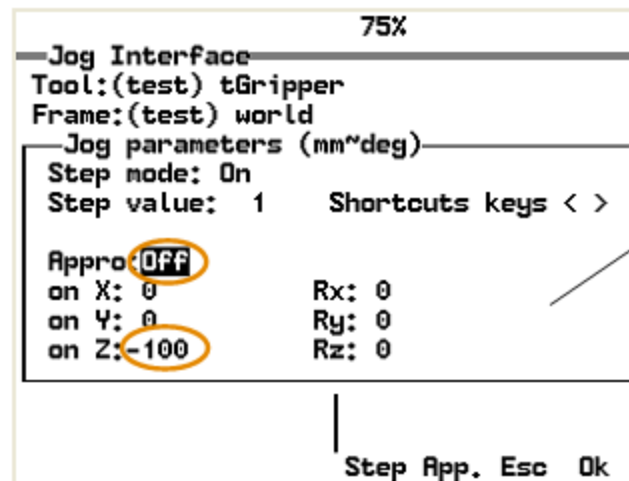 75%
Jog Interface
Tool:(test) tGripper
Frame:(test) world
Jog parameters (mm~deg)
Step mode: On
Step value: 1 Shortcuts keys < >
Appro:Off
on X: 0 Rx: 0
on Y: 0 Ry: 0
on Z:-100 Rz: 0
Step App. Esc Ok